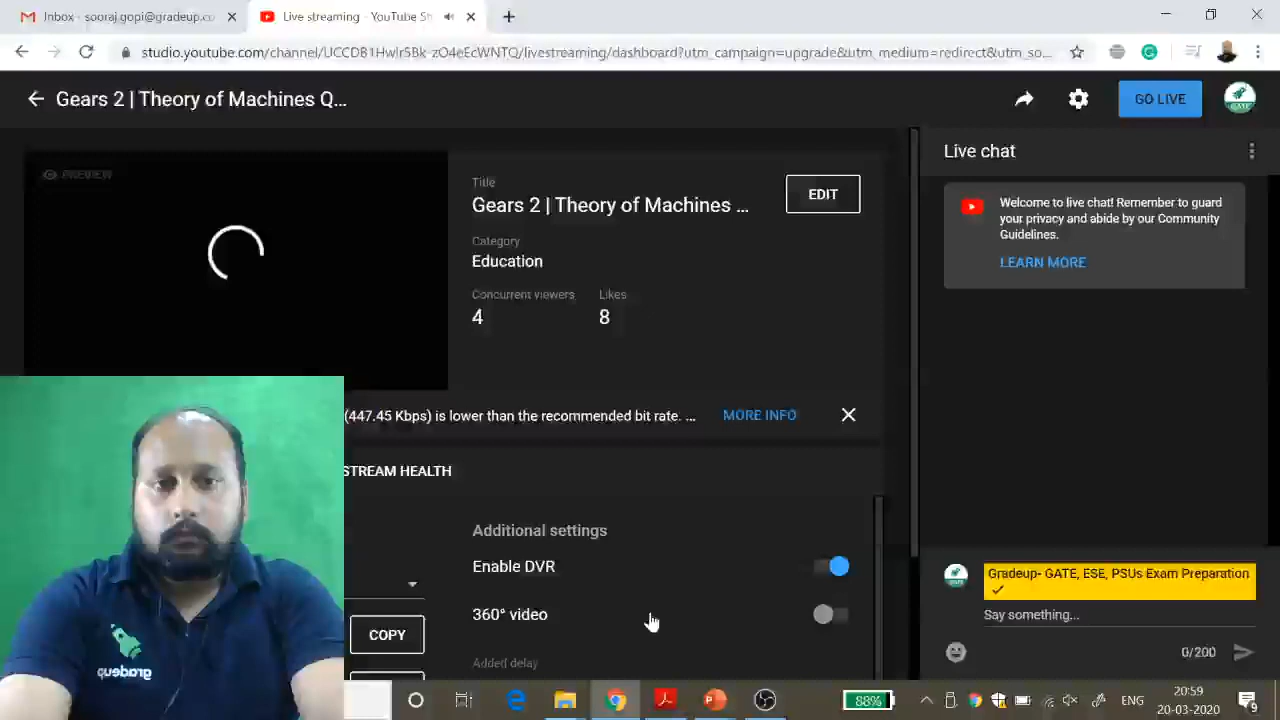 Inbox - sooraj.gopi@gradeup.co
Live streaming - YouTube St
studio.youtube.com/channel/UCCDB1HwIrSBk-zO4eEcWNTQ/livestreaming/dashboard?utm_campaign=upgrade&utm_medium=redirect&utm_so...
Gears 2 | Theory of Machines Q...
GO LIVE
PREVIEW
Title
Gears 2 | Theory of Machines ...
EDIT
Category
Education
Concurrent viewers
Likes
4
8
(447.45 Kbps) is lower than the recommended bit rate. ...
MORE INFO
STREAM HEALTH
Additional settings
Enable DVR
360° video
COPY
Added delay
gradeup
Live chat
Welcome to live chat! Remember to guard
your privacy and abide by our Community
Guidelines.
LEARN MORE
Gradeup- GATE, ESE, PSUs Exam Preparation
Say something...
0/200
88%
ENG
20:59
20-03-2020
9